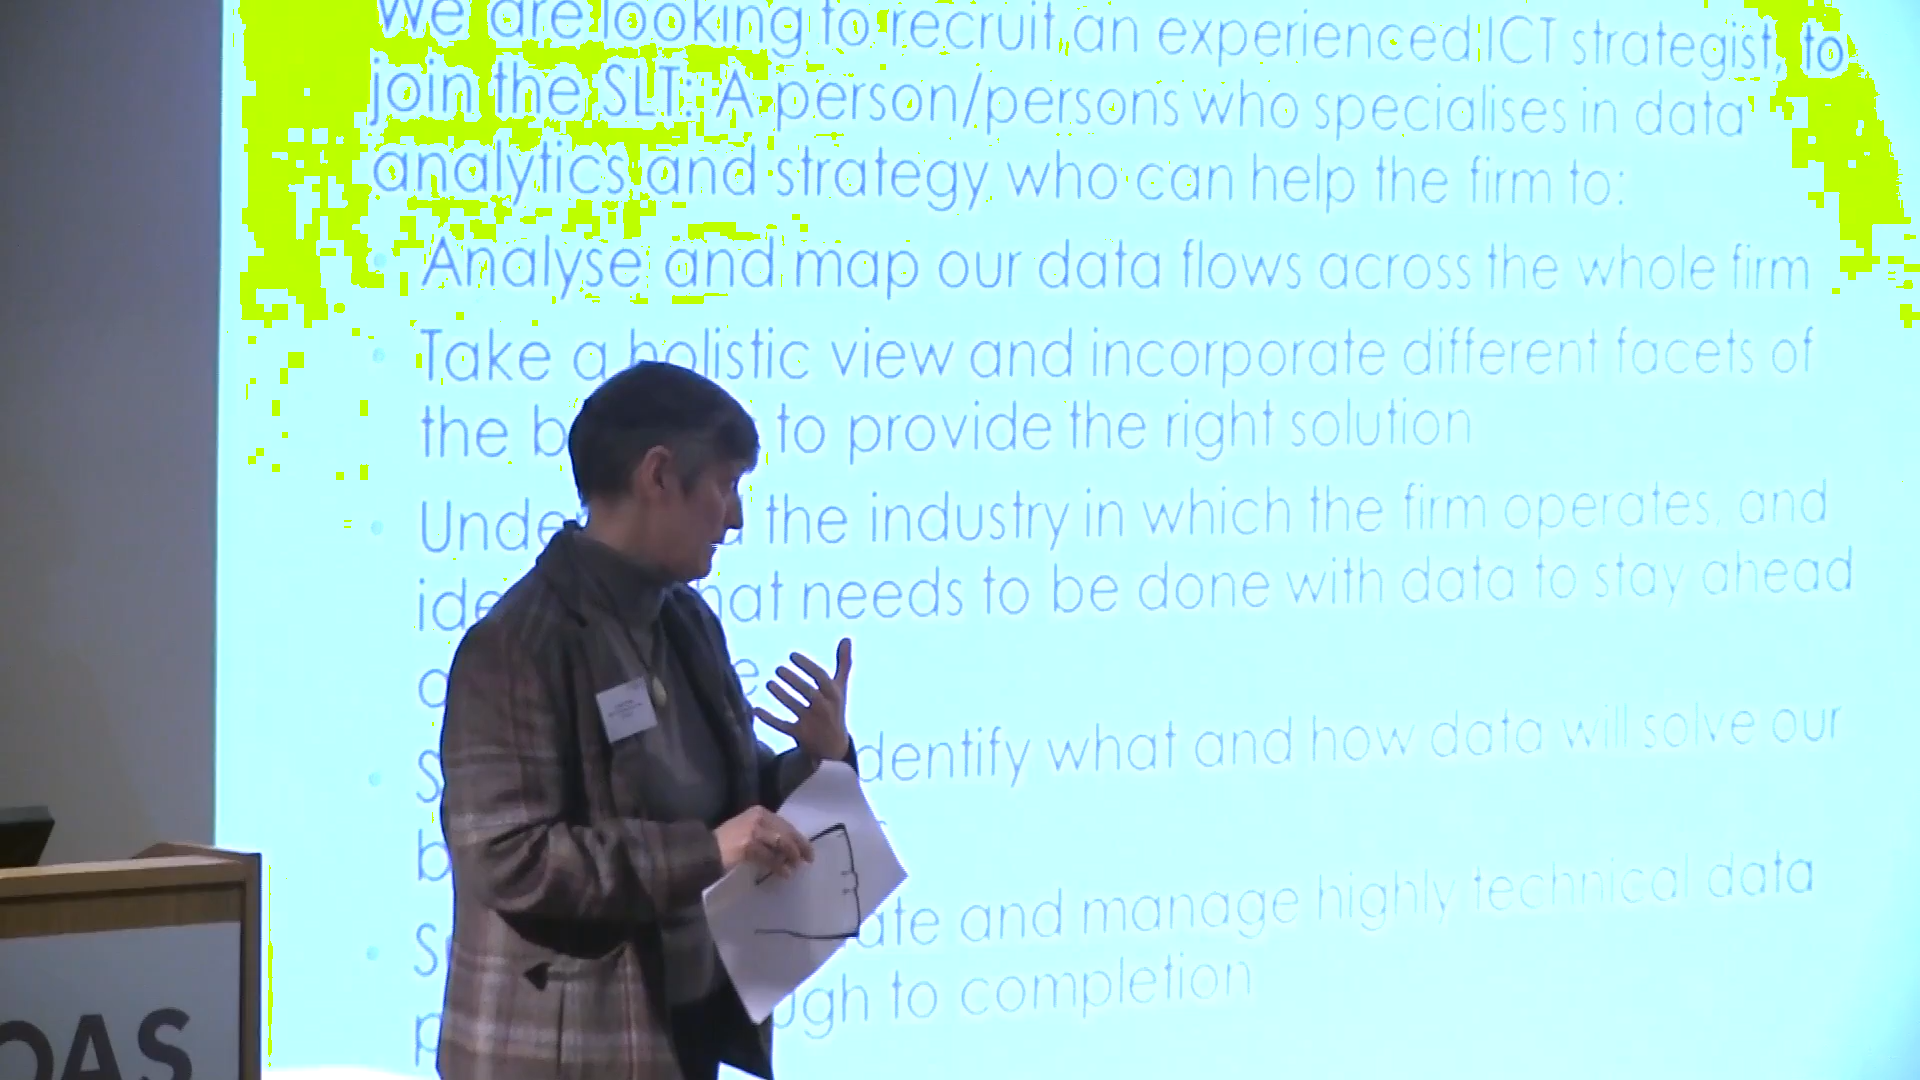 We are looking to recruit an experienced ICT strategist, to
join the SLT: A person/persons who specialises in data
analytics and strategy who can help the firm to:
Analyse and map our data flows across the whole firm
Take a holistic view and incorporate different facets of
the b to provide the right solution
Unde the industry in which the firm operates, and
ide hat needs to be done with data to stay ahead
dentify what and how data will solve our
ate and manage highly technical data
ugh to completion
OAS